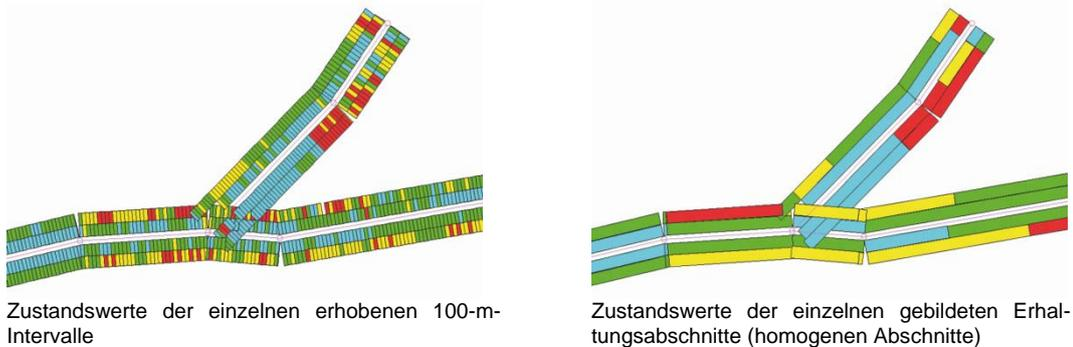 Zustandswerte der einzelnen erhobenen 100-m-
Intervalle
Zustandswerte der einzelnen gebildeten Erhal-
tungsabschnitte (homogenen Abschnitte)